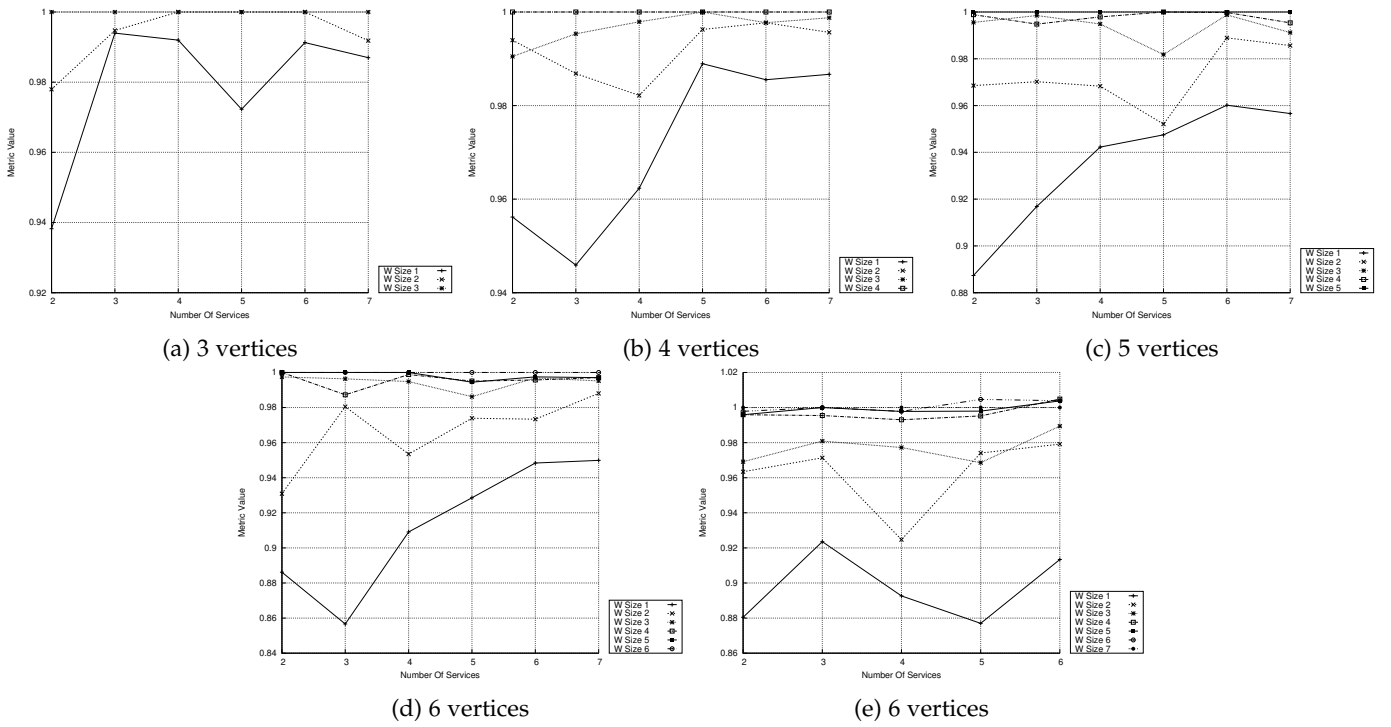 1
0.98
0.96
0.94
0.92
2 3 4 5 6 7
Metric Value
Number Of Services
W Size 1
W Size 2
W Size 3
(a) 3 vertices
1
0.98
0.96
0.94
2 3 4 5 6 7
Metric Value
Number Of Services
W Size 1
W Size 2
W Size 3
W Size 4
(b) 4 vertices
1
0.98
0.96
0.94
0.92
0.9
0.88
2 3 4 5 6 7
Metric Value
Number Of Services
W Size 1
W Size 2
W Size 3
W Size 4
W Size 5
(c) 5 vertices
1
0.98
0.96
0.94
0.92
0.9
0.88
0.86
0.84
2 3 4 5 6 7
Metric Value
Number Of Services
W Size 1
W Size 2
W Size 3
W Size 4
W Size 5
W Size 6
(d) 6 vertices
1.02
1
0.98
0.96
0.94
0.92
0.9
0.88
0.86
2 3 4 5 6
Metric Value
Number Of Services
W Size 1
W Size 2
W Size 3
W Size 4
W Size 5
W Size 6
W Size 7
(e) 6 vertices